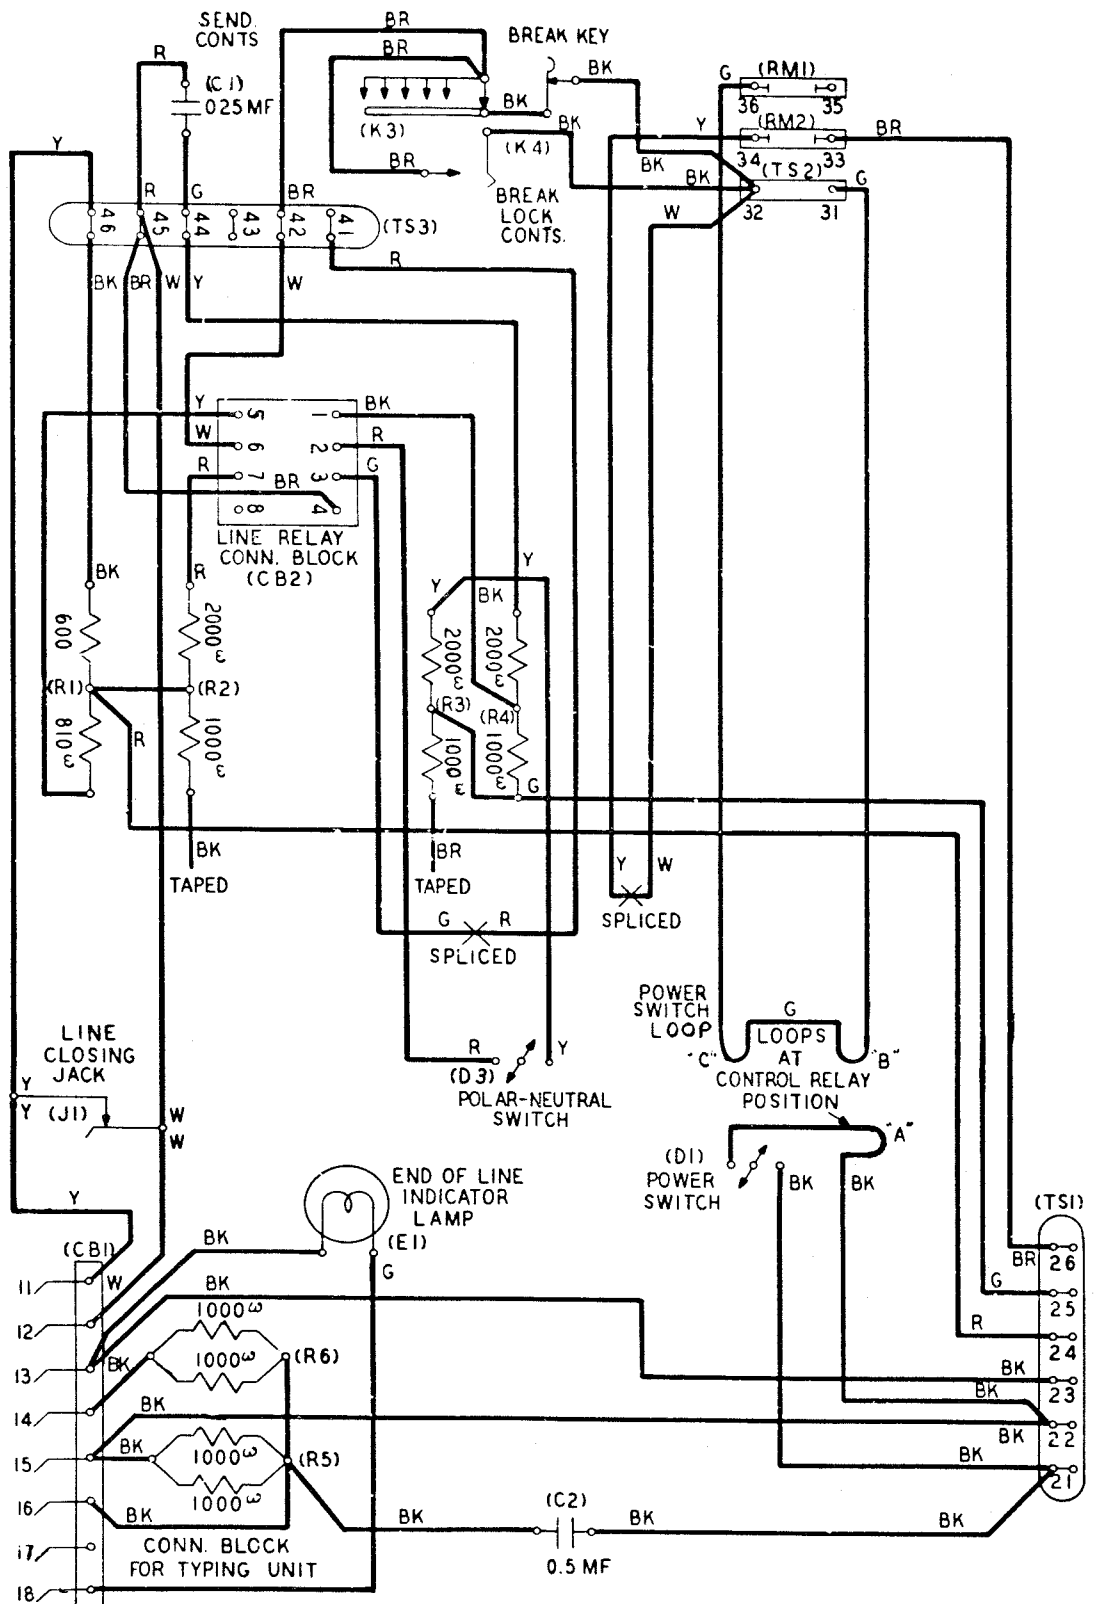 SEND.
CONTS
BR
BREAK KEY
R
BR
BK
G
(RM1)
(C1)
025 MF
BK
36
35
(K3)
BK
Y
(RM2)
BR
(K4)
34
33
Y
BR
BK
BK
(TS2)
G
R
G
BR
BREAK
LOCK
CONTS.
W
32
31
46
45
44
43
42
41
(TS3)
R
BK
BR
W
Y
W
Y
5
1
BK
W
6
2
R
R
7
3
G
BR
8
4
LINE RELAY
CONN. BLOCK
(CB2)
BK
R
Y
Y
BK
600
2000ω
2000ω
2000ω
(R1)
(R2)
(R3)
(R4)
810ω
R
1000ω
1000ω
1000ω
G
BK
BR
Y
W
TAPED
TAPED
SPLICED
G
R
SPLICED
POWER
SWITCH
LOOP
G
LOOPS
AT
CONTROL RELAY
POSITION
"C"
"B"
LINE
CLOSING
JACK
R
Y
(D3)
POLAR-NEUTRAL
SWITCH
Y
Y
(J1)
W
W
"A"
(D1)
POWER
SWITCH
BK
BK
END OF LINE
INDICATOR
LAMP
Y
(E1)
(TS1)
(CB1)
BK
G
BR
26
11
W
BK
G
25
12
1000ω
R
24
13
BK
1000ω
(R6)
BK
23
14
BK
BK
BK
22
15
BK
1000ω
(R5)
21
16
1000ω
BK
BK
(C2)
BK
BK
17
CONN. BLOCK
FOR TYPING UNIT
0.5 MF
18